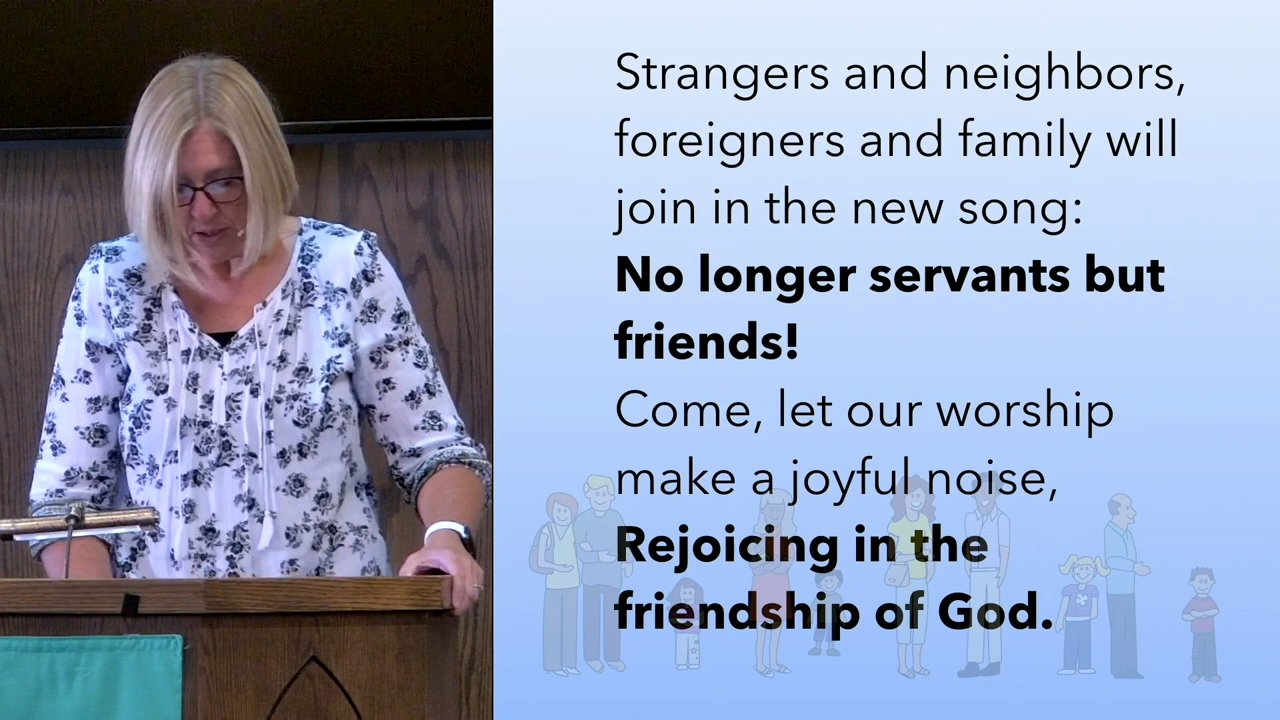 Strangers and neighbors,
foreigners and family will
join in the new song:
No longer servants but
friends!
Come, let our worship
make a joyful noise,
Rejoicing in the
friendship of God.